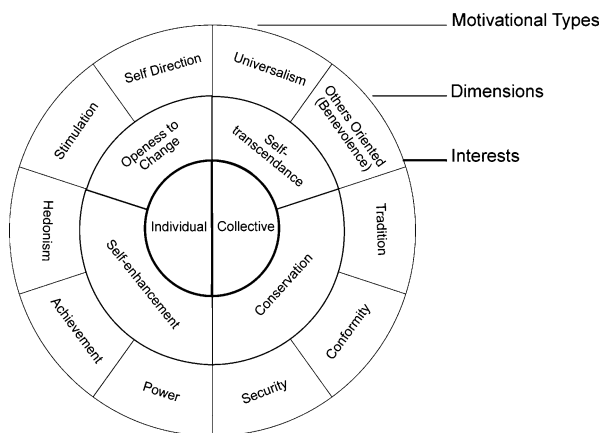 Motivational Types
Dimensions
Interests
Self Direction
Universalism
Others Oriented
(Benevolence)
Tradition
Conformity
Security
Power
Achievement
Hedonism
Stimulation
Openess to
Change
Self-
transcendance
Conservation
Self-enhancement
Individual
Collective